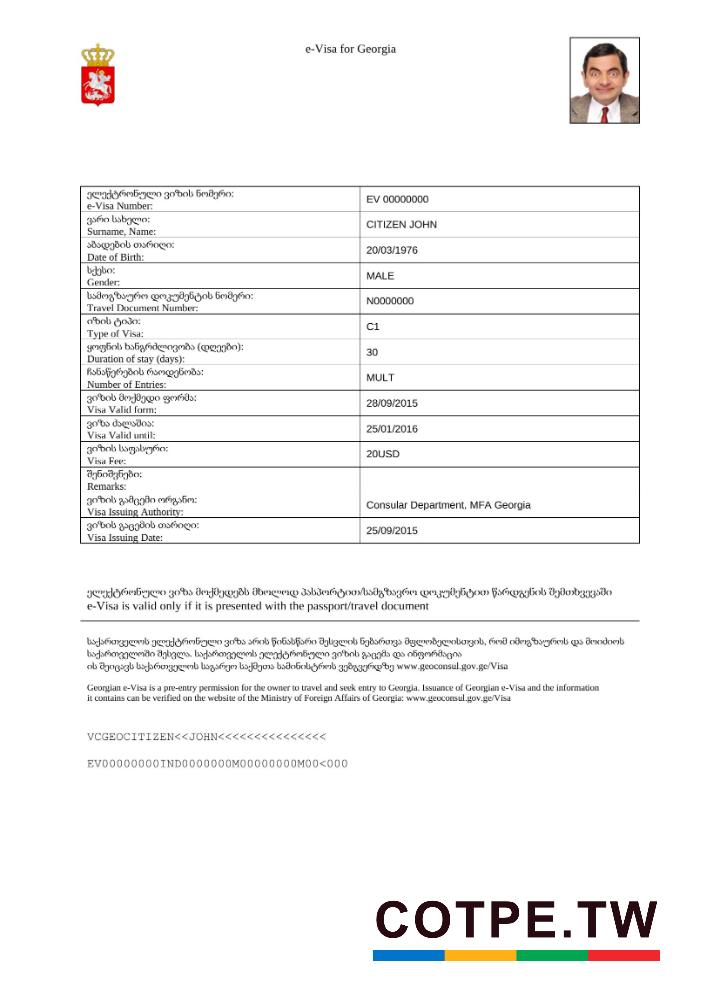 e-Visa for Georgia
ელექტრონული ვიზის ნომერი:
e-Visa Number:
EV 00000000
ვარი სახელი:
Surname, Name:
CITIZEN JOHN
აბადების თარიღი:
Date of Birth:
20/03/1976
სქესი:
Gender:
MALE
სამოგზაურო დოკუმენტის ნომერი:
Travel Document Number:
N0000000
იზის ტიპი:
Type of Visa:
C1
ყოფნის ხანგრძლივობა (დღეები):
Duration of stay (days):
30
ჩანაწერების რაოდენობა:
Number of Entries:
MULT
ვიზის მოქმედი ფორმა:
Visa Valid form:
28/09/2015
ვიზა ძალაშია:
Visa Valid until:
25/01/2016
ვიზის საფასური:
Visa Fee:
20USD
შენიშვნები:
Remarks:
ვიზის გამცემი ორგანო:
Visa Issuing Authority:
Consular Department, MFA Georgia
ვიზის გაცემის თარიღი:
Visa Issuing Date:
25/09/2015
ელექტრონული ვიზა მოქმედებს მხოლოდ პასპორტით/სამგზავრო დოკუმენტით წარდგენის შემთხვევაში
e-Visa is valid only if it is presented with the passport/travel document
საქართველოს ელექტრონული ვიზა არის წინასწარი შესვლის ნებართვა მფლობელისთვის, რომ იმოგზაუროს და მოიძიოს
საქართველოში შესვლა. საქართველოს ელექტრონული ვიზის გაცემა და ინფორმაცია
ის შეიცავს საქართველოს საგარეო საქმეთა სამინისტროს ვებგვერდზე www.geoconsul.gov.ge/Visa
Georgian e-Visa is a pre-entry permission for the owner to travel and seek entry to Georgia. Issuance of Georgian e-Visa and the information
it contains can be verified on the website of the Ministry of Foreign Affairs of Georgia: www.geoconsul.gov.ge/Visa
VCGEOCITIZEN<<JOHN<<<<<<<<<<<<<<<
EV00000000IND0000000M00000000M00<000
COTPE.TW